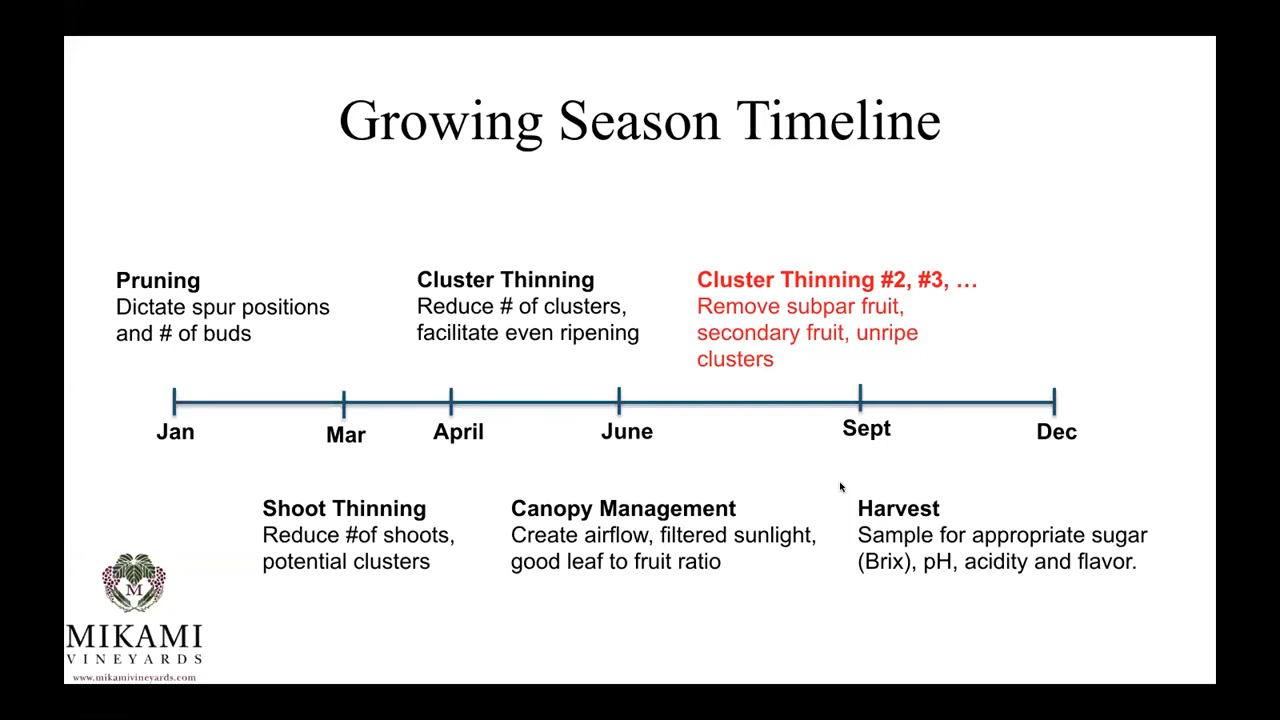 Growing Season Timeline
Pruning
Dictate spur positions
and # of buds
Cluster Thinning
Reduce # of clusters,
facilitate even ripening
Cluster Thinning #2, #3, …
Remove subpar fruit,
secondary fruit, unripe
clusters
Jan
Mar
April
June
Sept
Dec
Shoot Thinning
Reduce #of shoots,
potential clusters
Canopy Management
Create airflow, filtered sunlight,
good leaf to fruit ratio
Harvest
Sample for appropriate sugar
(Brix), pH, acidity and flavor.
M
MIKAMI
VINEYARDS
www.mikamivineyards.com